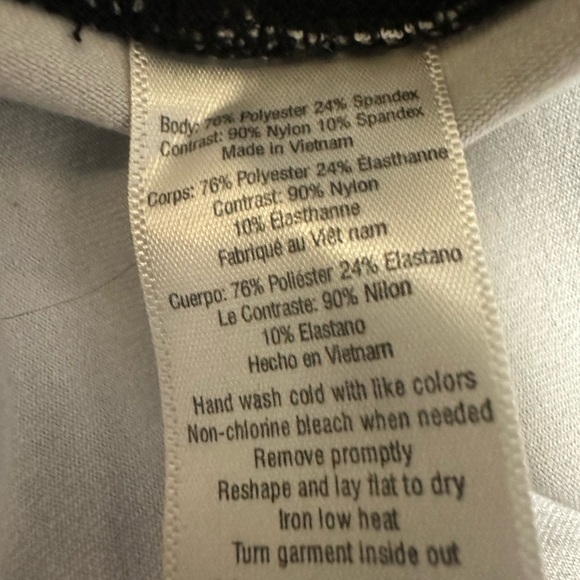 Body: 76% Polyester 24% Spandex
Contrast: 90% Nylon 10% Spandex
Made in Vietnam
Corps: 76% Polyester 24% Élasthanne
Contrast: 90% Nylon
10% Élasthanne
Fabriqué au Viêt nam
Cuerpo: 76% Poliéster 24% Elastano
Le Contraste: 90% Nilon
10% Elastano
Hecho en Vietnam
Hand wash cold with like colors
Non-chlorine bleach when needed
Remove promptly
Reshape and lay flat to dry
Iron low heat
Turn garment inside out